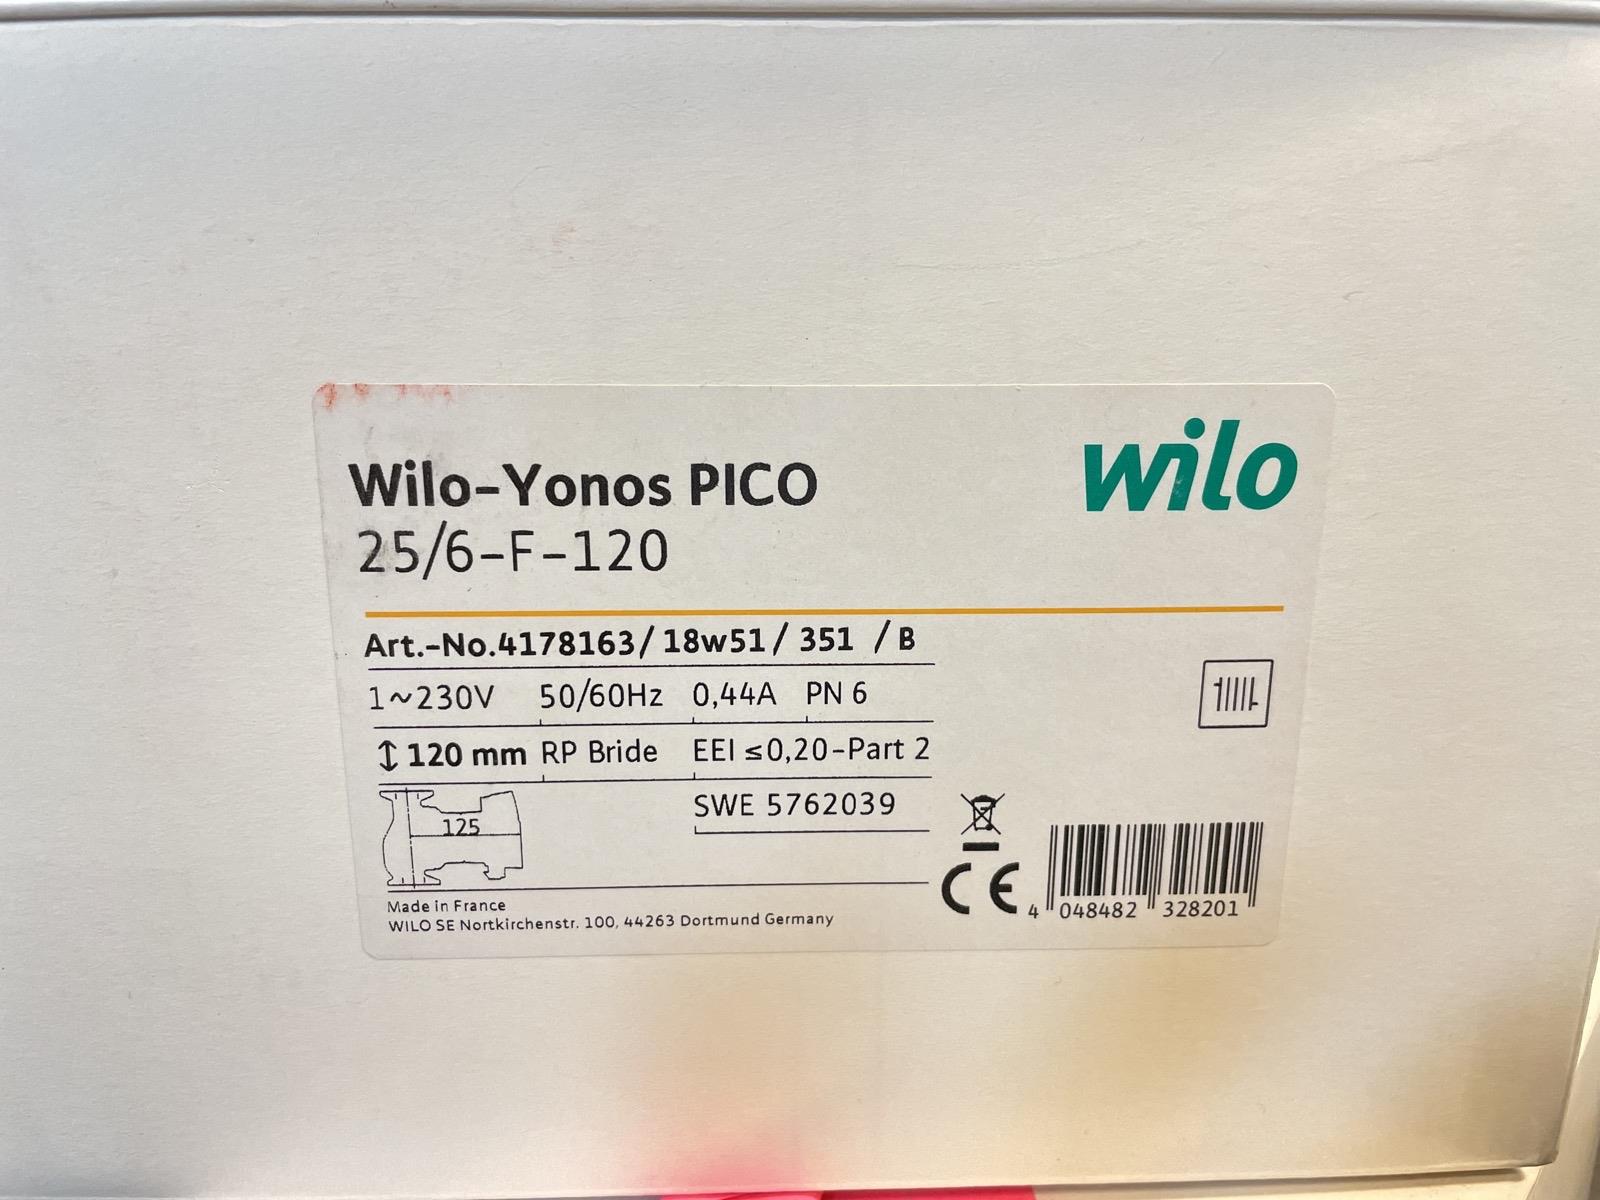 wilo
Wilo-Yonos PICO
25/6-F-120
Art.-No.4178163/ 18w51/ 351 /B
1~230V 50/60Hz 0,44A PN 6
↕ 120 mm RP Bride EEI ≤0,20-Part 2
SWE 5762039
125
CE
Made in France
WILO SE Nortkirchenstr. 100, 44263 Dortmund Germany
4 048482 328201